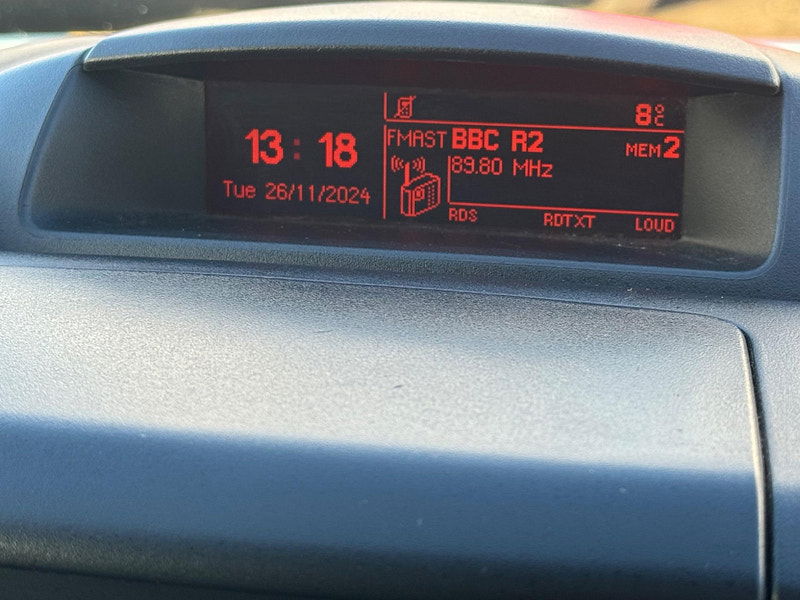 13:18
Tue 26/11/2024
8°C
FMAST BBC R2
MEM 2
89.80 MHz
RDS RDTXT LOUD